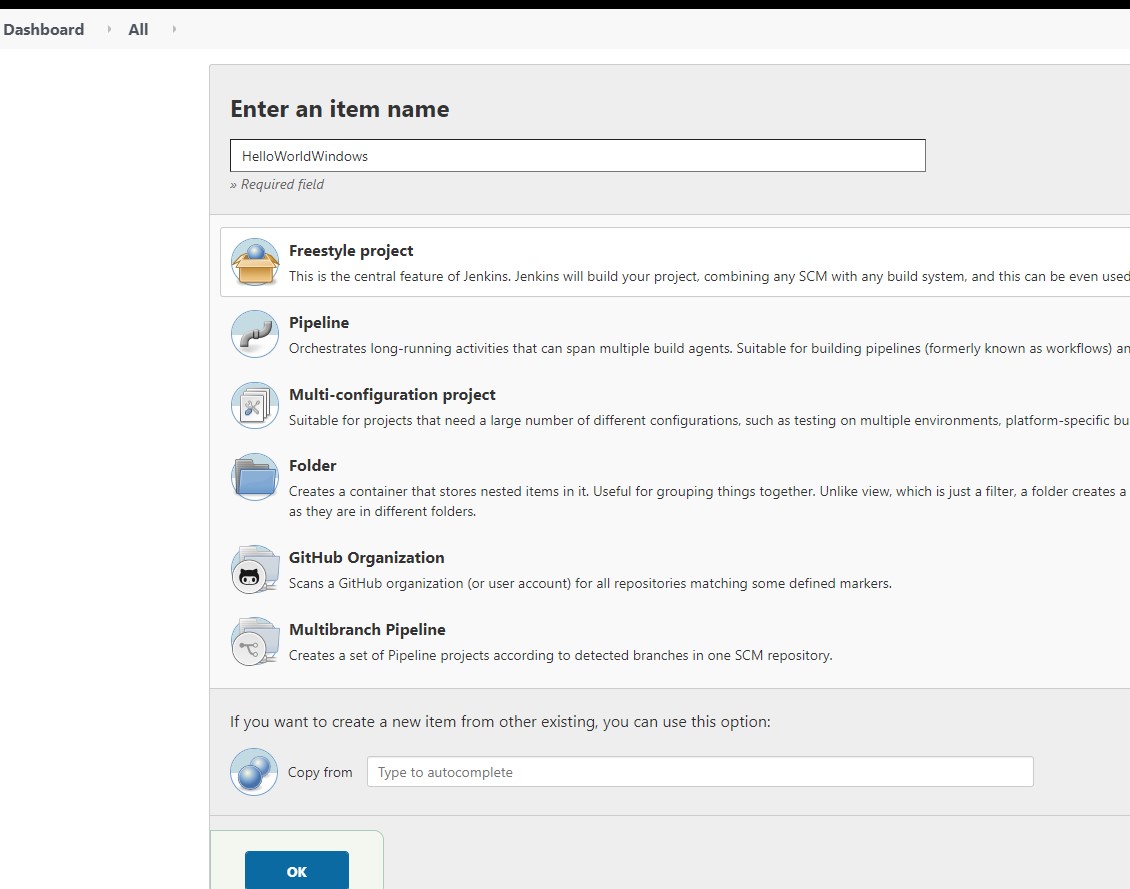 Dashboard All
Enter an item name
HelloWorldWindows
» Required field
Freestyle project
This is the central feature of Jenkins. Jenkins will build your project, combining any SCM with any build system, and this can be even used
Pipeline
Orchestrates long-running activities that can span multiple build agents. Suitable for building pipelines (formerly known as workflows) an
Multi-configuration project
Suitable for projects that need a large number of different configurations, such as testing on multiple environments, platform-specific bu
Folder
Creates a container that stores nested items in it. Useful for grouping things together. Unlike view, which is just a filter, a folder creates a
as they are in different folders.
GitHub Organization
Scans a GitHub organization (or user account) for all repositories matching some defined markers.
Multibranch Pipeline
Creates a set of Pipeline projects according to detected branches in one SCM repository.
If you want to create a new item from other existing, you can use this option:
Copy from Type to autocomplete
OK